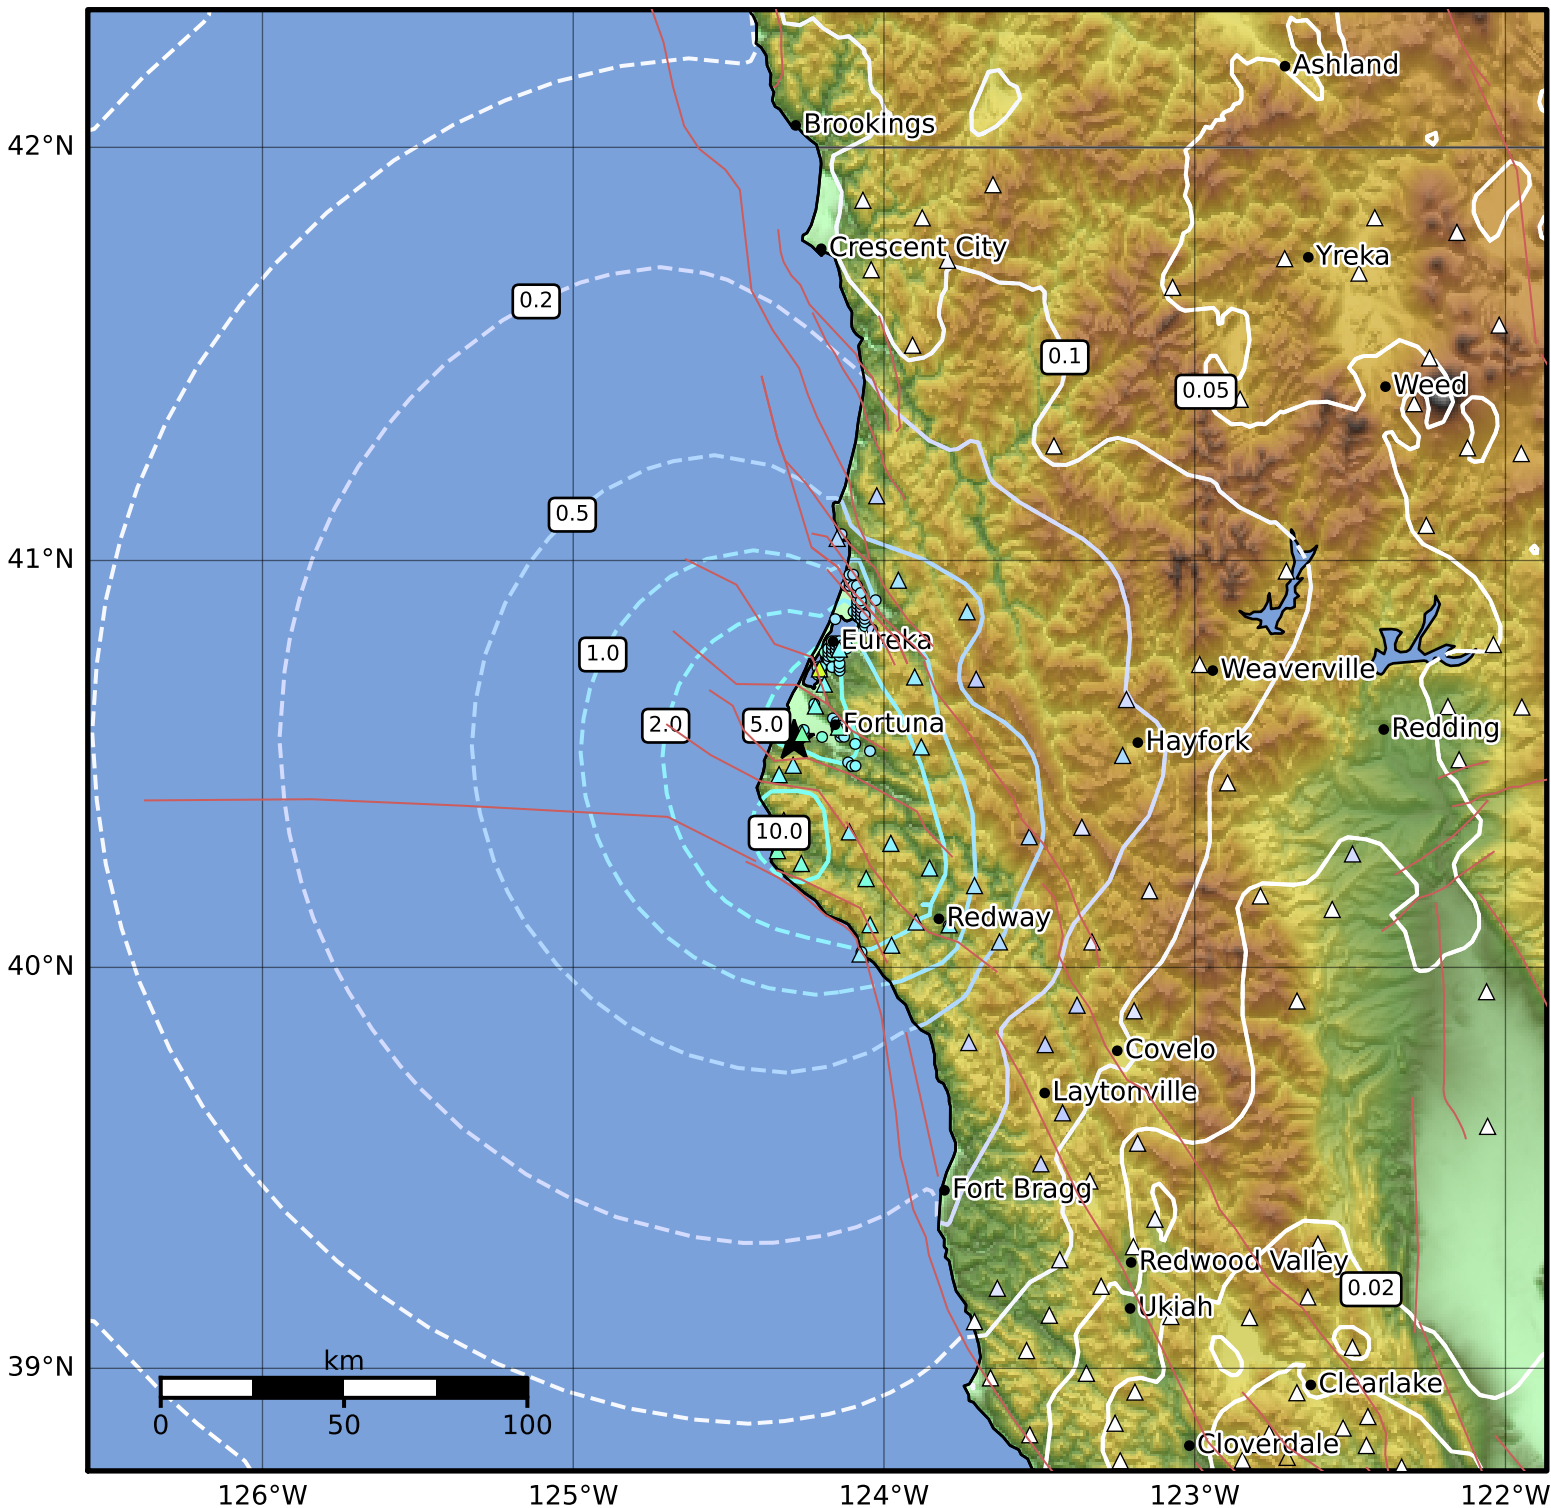 Ashland
Brookings
42°N
Crescent City
Yreka
0.2
0.1
0.05
Weed
0.5
41°N
Eureka
1.0
Weaverville
2.0
5.0
Fortuna
Redding
Hayfork
10.0
Redway
40°N
Covelo
Laytonville
Fort Bragg
Redwood Valley
0.02
Ukiah
39°N
km
Clearlake
0
50
100
Cloverdale
126°W
125°W
124°W
123°W
122°W